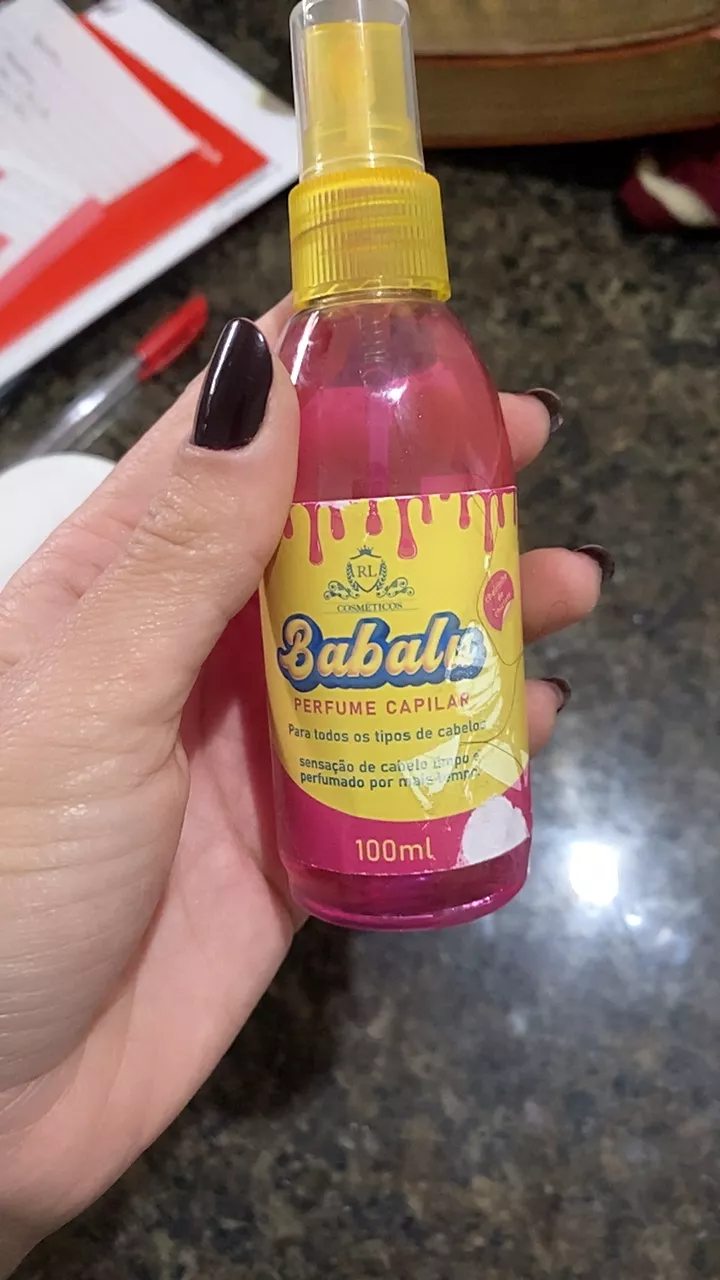 RL
COSMÉTICOS
Babalu
PERFUME CAPILAR
Para todos os tipos de cabelos
sensação de cabelo limpo e
perfumado por mais tempo
100ml